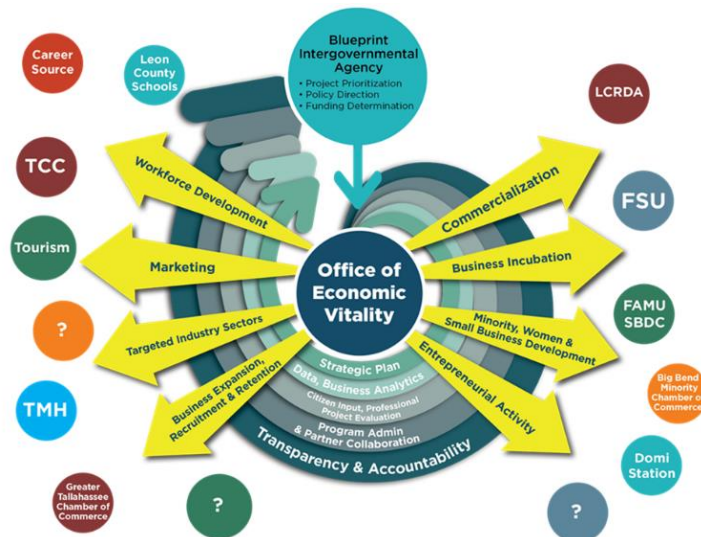 Blueprint
Intergovernmental
Agency
• Project Prioritization
• Policy Direction
• Funding Determination
Career
Source
Leon
County
Schools
TCC
Tourism
?
TMH
Greater
Tallahassee
Chamber of
Commerce
?
Workforce Development
Marketing
Targeted Industry Sectors
Business Expansion,
Recruitment & Retention
Office of
Economic
Vitality
Strategic Plan
Data, Business Analytics
Citizen Input, Professional
Project Evaluation
Program Admin
& Partner Collaboration
Transparency & Accountability
Commercialization
Business Incubation
Minority, Women &
Small Business Development
Entrepreneurial Activity
LCRDA
FSU
FAMU
SBDC
Big Bend
Minority
Chamber of
Commerce
Domi
Station
?